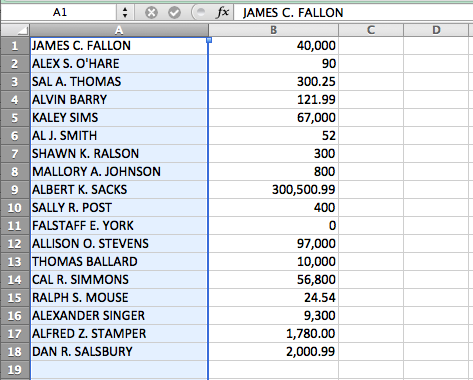 A1 fx JAMES C. FALLON
A B C D
1 JAMES C. FALLON 40,000
2 ALEX S. O'HARE 90
3 SAL A. THOMAS 300.25
4 ALVIN BARRY 121.99
5 KALEY SIMS 67,000
6 AL J. SMITH 52
7 SHAWN K. RALSON 300
8 MALLORY A. JOHNSON 800
9 ALBERT K. SACKS 300,500.99
10 SALLY R. POST 400
11 FALSTAFF E. YORK 0
12 ALLISON O. STEVENS 97,000
13 THOMAS BALLARD 10,000
14 CAL R. SIMMONS 56,800
15 RALPH S. MOUSE 24.54
16 ALEXANDER SINGER 9,300
17 ALFRED Z. STAMPER 1,780.00
18 DAN R. SALSBURY 2,000.99
19